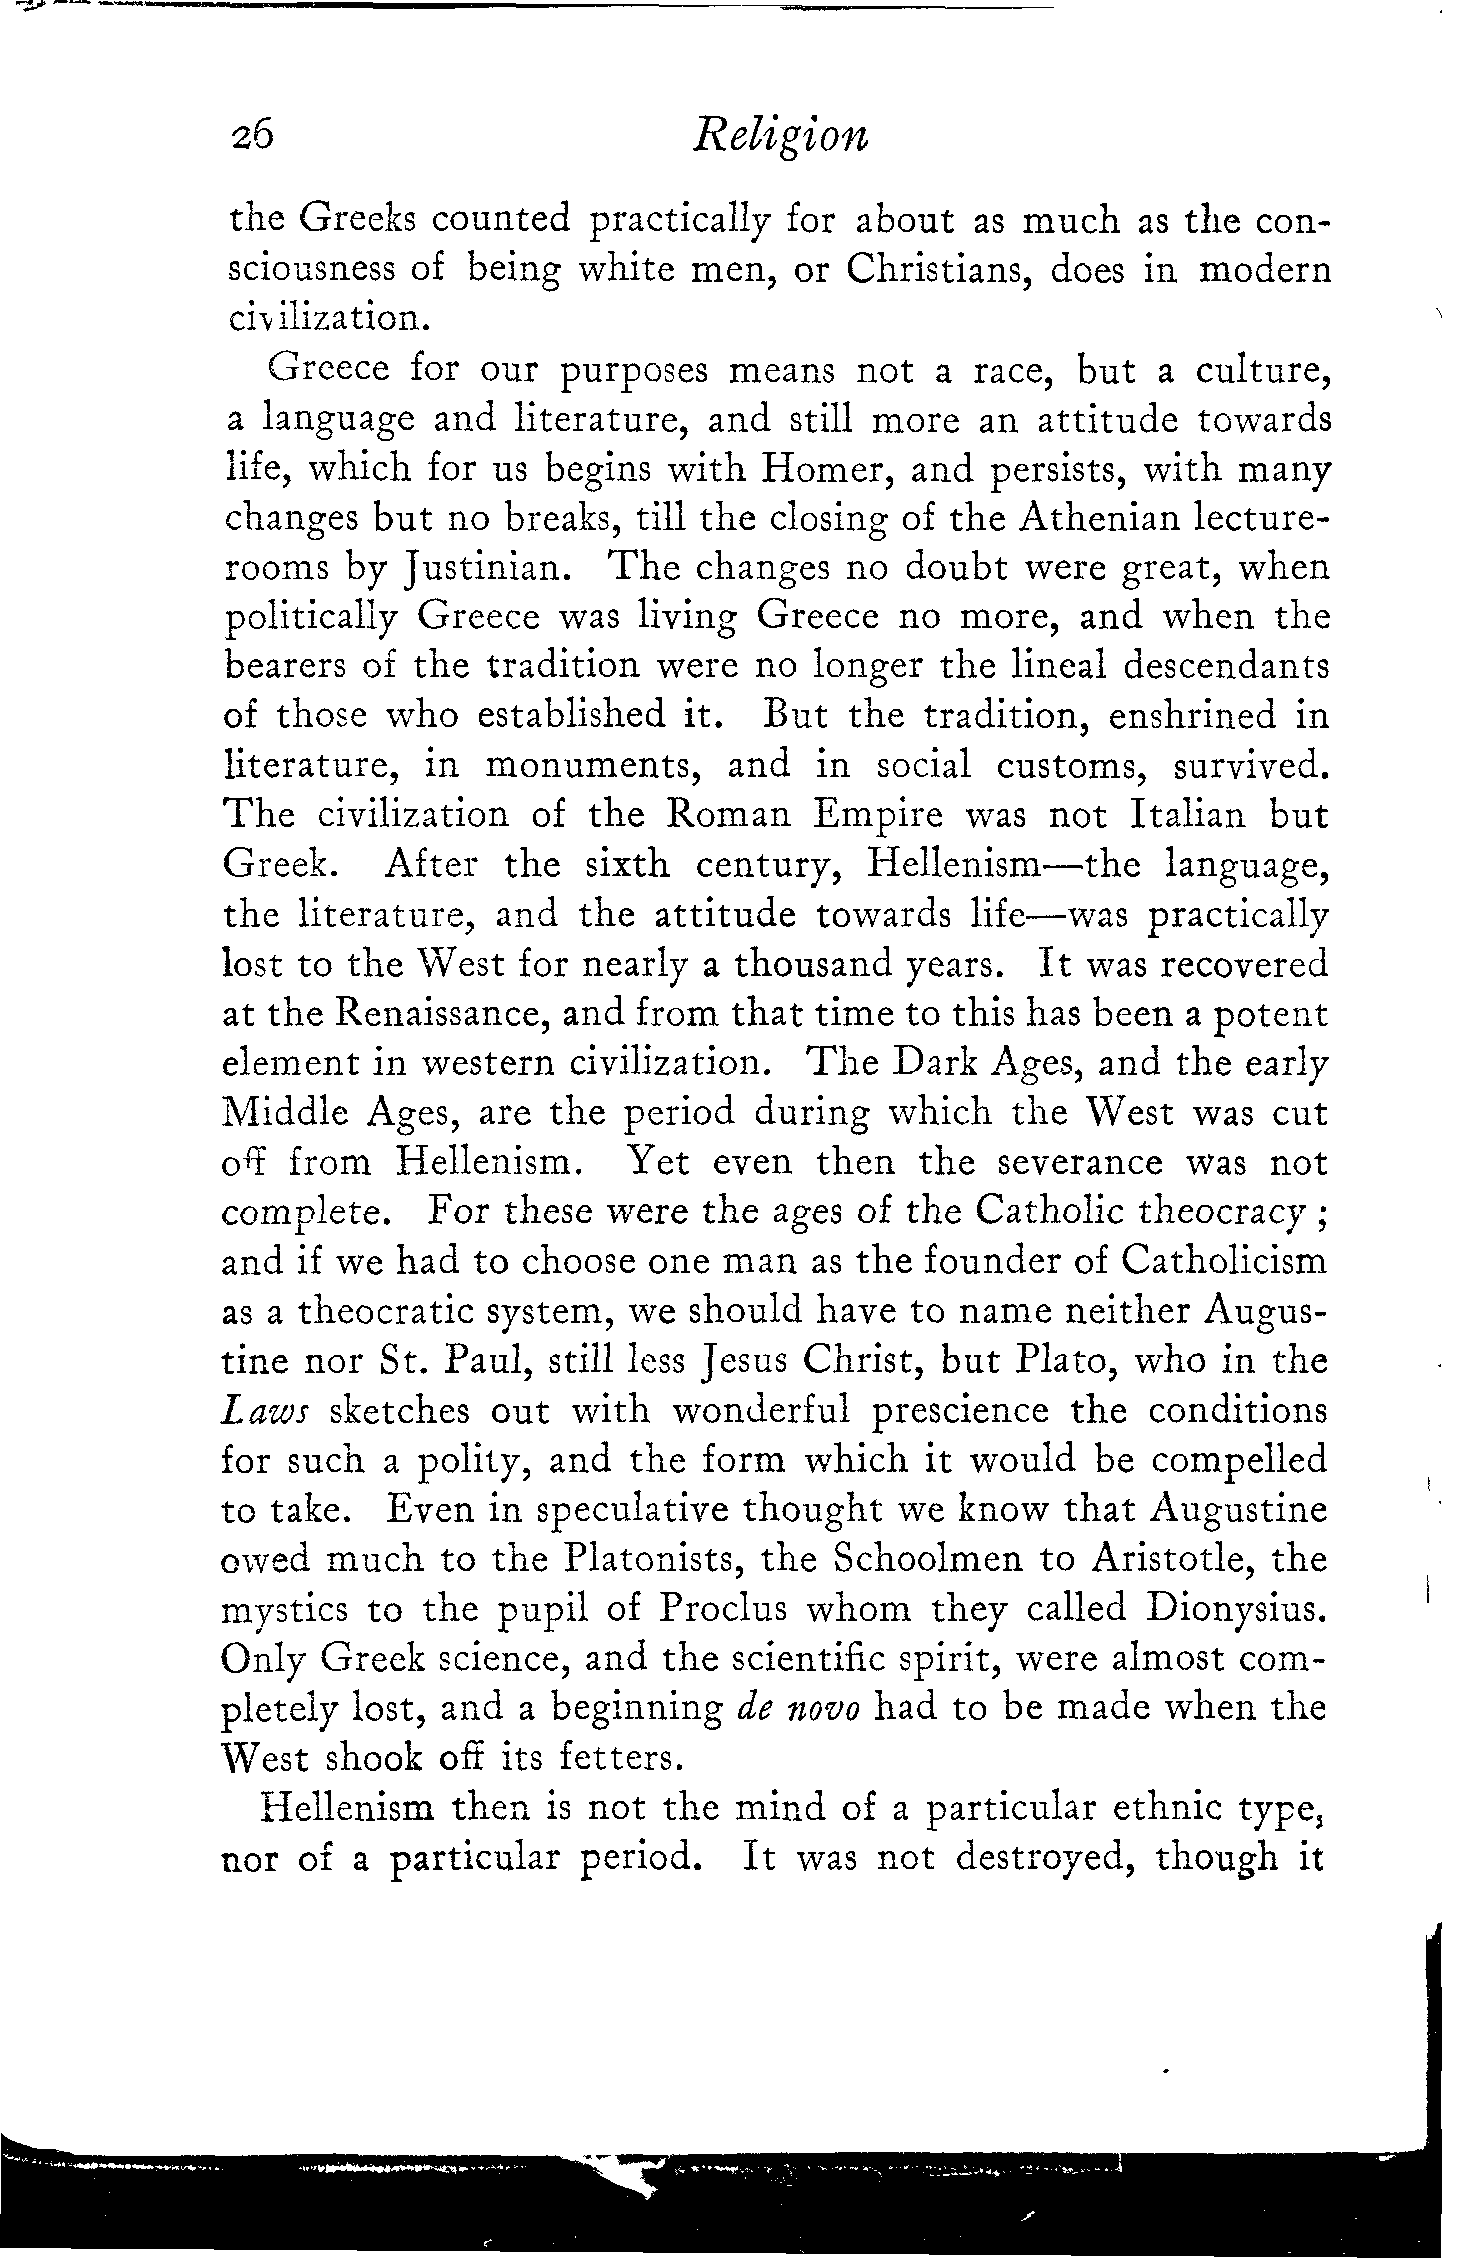 26 Religion
the Greeks counted practically for about as much as the con-
sciousness of being white men, or Christians, does in modern
civilization.
Greece for our purposes means not a race, but a culture,
a language and literature, and still more an attitude towards
life, which for us begins with Homer, and persists, with many
changes but no breaks, till the closing of the Athenian lecture-
rooms by Justinian. The changes no doubt were great, when
politically Greece was living Greece no more, and when the
bearers of the tradition were no longer the lineal descendants
of those who established it. But the tradition, enshrined in
literature, in monuments, and in social customs, survived.
The civilization of the Roman Empire was not Italian but
Greek. After the sixth century, Hellenism—the language,
the literature, and the attitude towards life—was practically
lost to the West for nearly a thousand years. It was recovered
at the Renaissance, and from that time to this has been a potent
element in western civilization. The Dark Ages, and the early
Middle Ages, are the period during which the West was cut
off from Hellenism. Yet even then the severance was not
complete. For these were the ages of the Catholic theocracy ;
and if we had to choose one man as the founder of Catholicism
as a theocratic system, we should have to name neither Augus-
tine nor St. Paul, still less Jesus Christ, but Plato, who in the
Laws sketches out with wonderful prescience the conditions
for such a polity, and the form which it would be compelled
to take. Even in speculative thought we know that Augustine
owed much to the Platonists, the Schoolmen to Aristotle, the
mystics to the pupil of Proclus whom they called Dionysius.
Only Greek science, and the scientific spirit, were almost com-
pletely lost, and a beginning de novo had to be made when the
West shook off its fetters.
Hellenism then is not the mind of a particular ethnic type,
nor of a particular period. It was not destroyed, though it